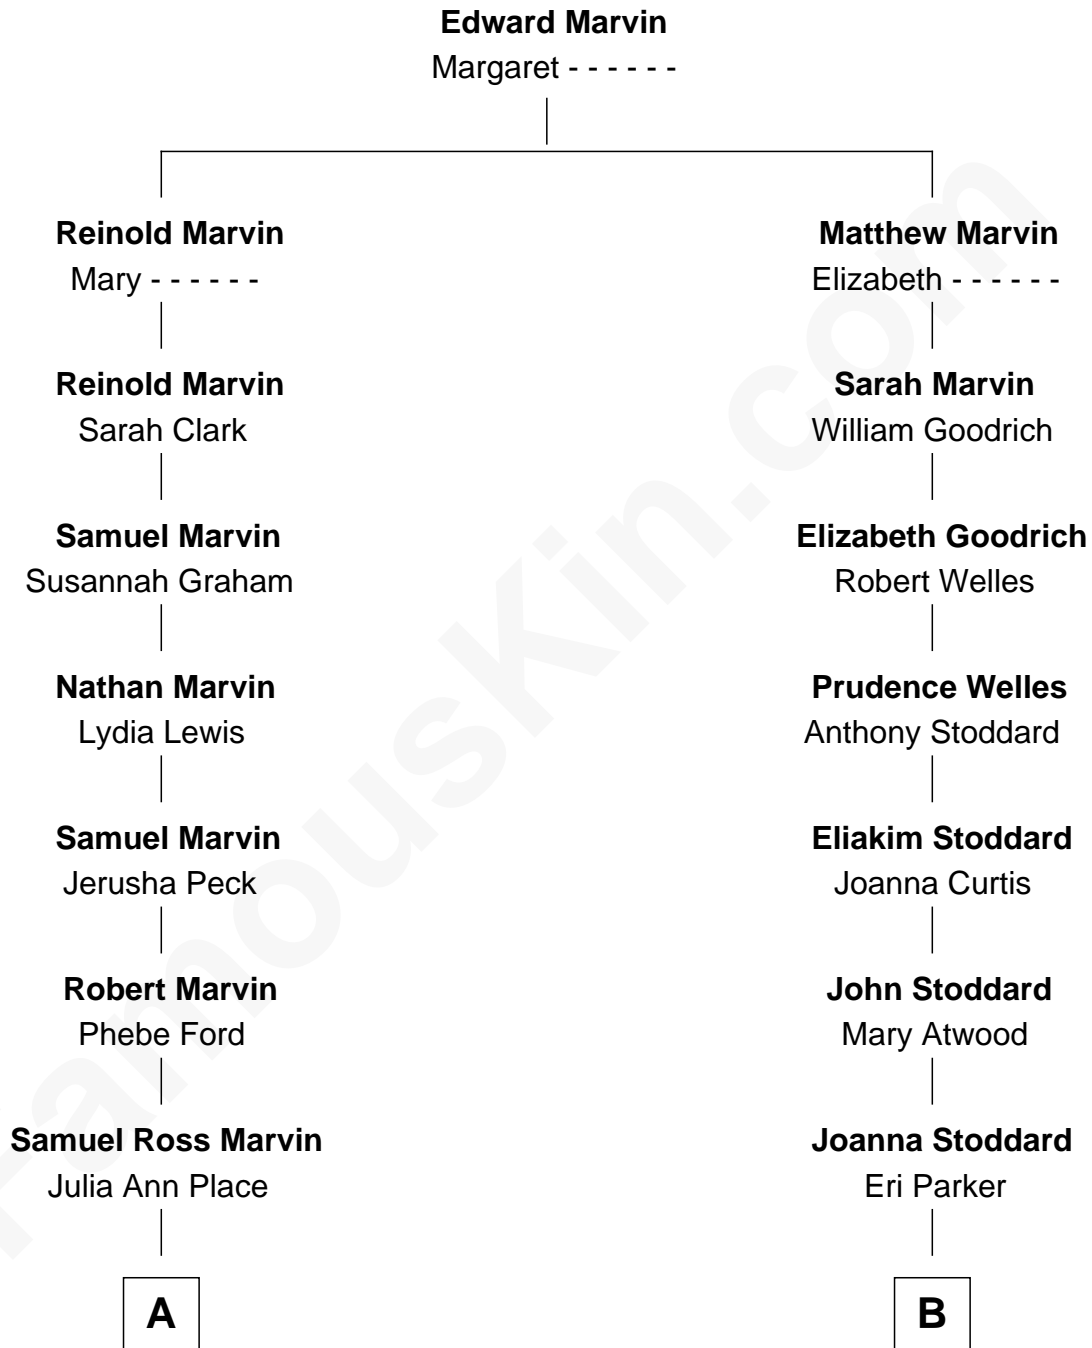 Edward Marvin
Margaret - - - - - -
Reinold Marvin
Mary - - - - - -
Matthew Marvin
Elizabeth - - - - - -
Reinold Marvin
Sarah Clark
Sarah Marvin
William Goodrich
Samuel Marvin
Susannah Graham
Elizabeth Goodrich
Robert Welles
Nathan Marvin
Lydia Lewis
Prudence Welles
Anthony Stoddard
Samuel Marvin
Jerusha Peck
Eliakim Stoddard
Joanna Curtis
Robert Marvin
Phebe Ford
John Stoddard
Mary Atwood
Samuel Ross Marvin
Julia Ann Place
Joanna Stoddard
Eri Parker
A
B
FamousKin.com